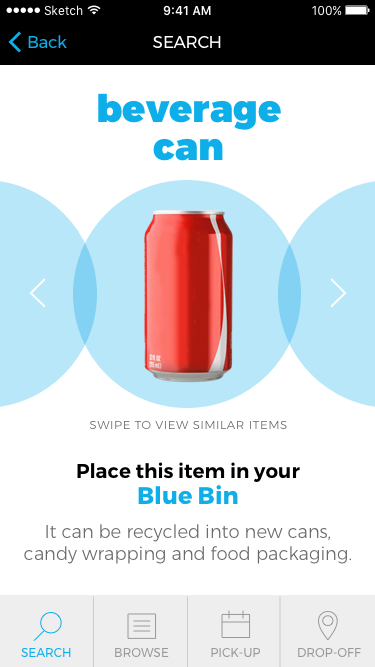 Sketch 9:41 AM 100%
Back SEARCH
beverage
can
SWIPE TO VIEW SIMILAR ITEMS
Place this item in your
Blue Bin
It can be recycled into new cans,
candy wrapping and food packaging.
SEARCH BROWSE PICK-UP DROP-OFF